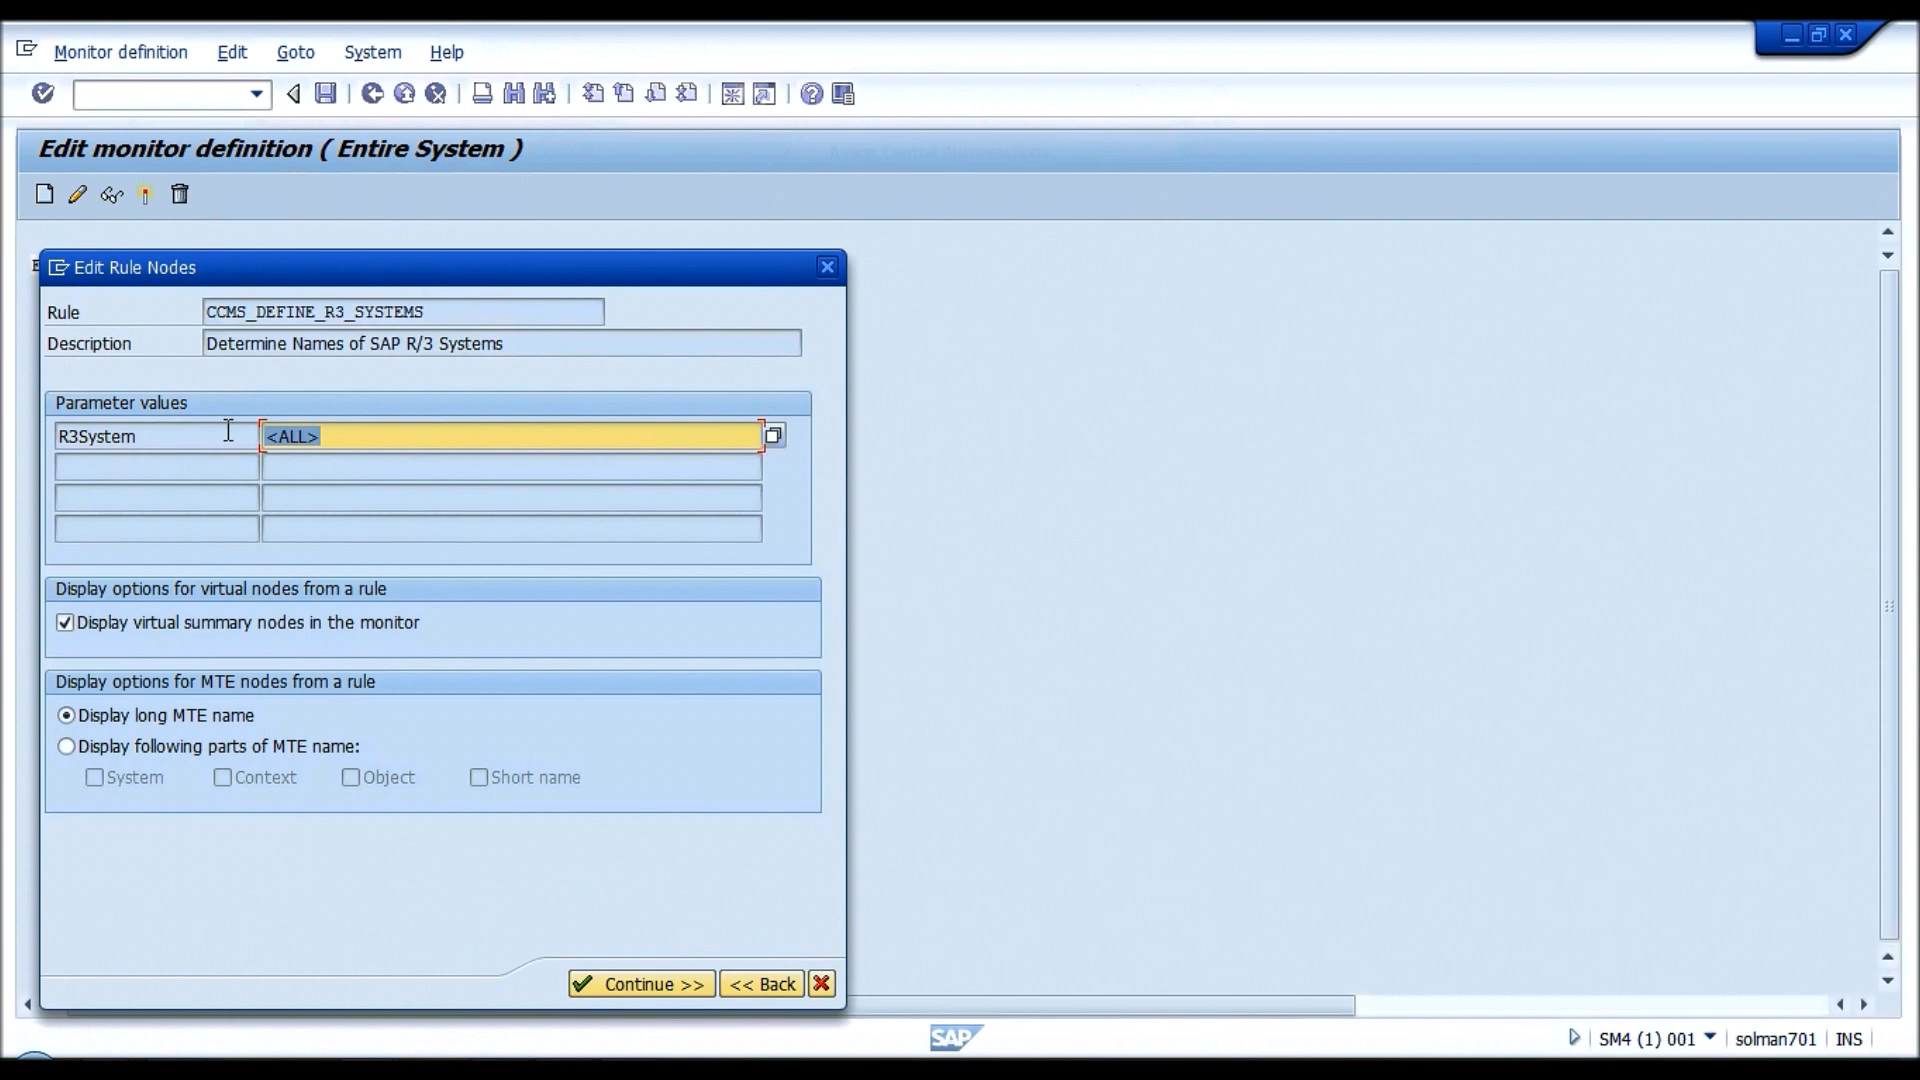 Monitor definition Edit Goto System Help
Edit monitor definition ( Entire System )
Edit Rule Nodes
Rule CCMS_DEFINE_R3_SYSTEMS
Description Determine Names of SAP R/3 Systems
Parameter values
R3System <ALL>
Display options for virtual nodes from a rule
Display virtual summary nodes in the monitor
Display options for MTE nodes from a rule
Display long MTE name
Display following parts of MTE name:
System Context Object Short name
Continue >> << Back
SAP SM4 (1) 001 solman701 INS